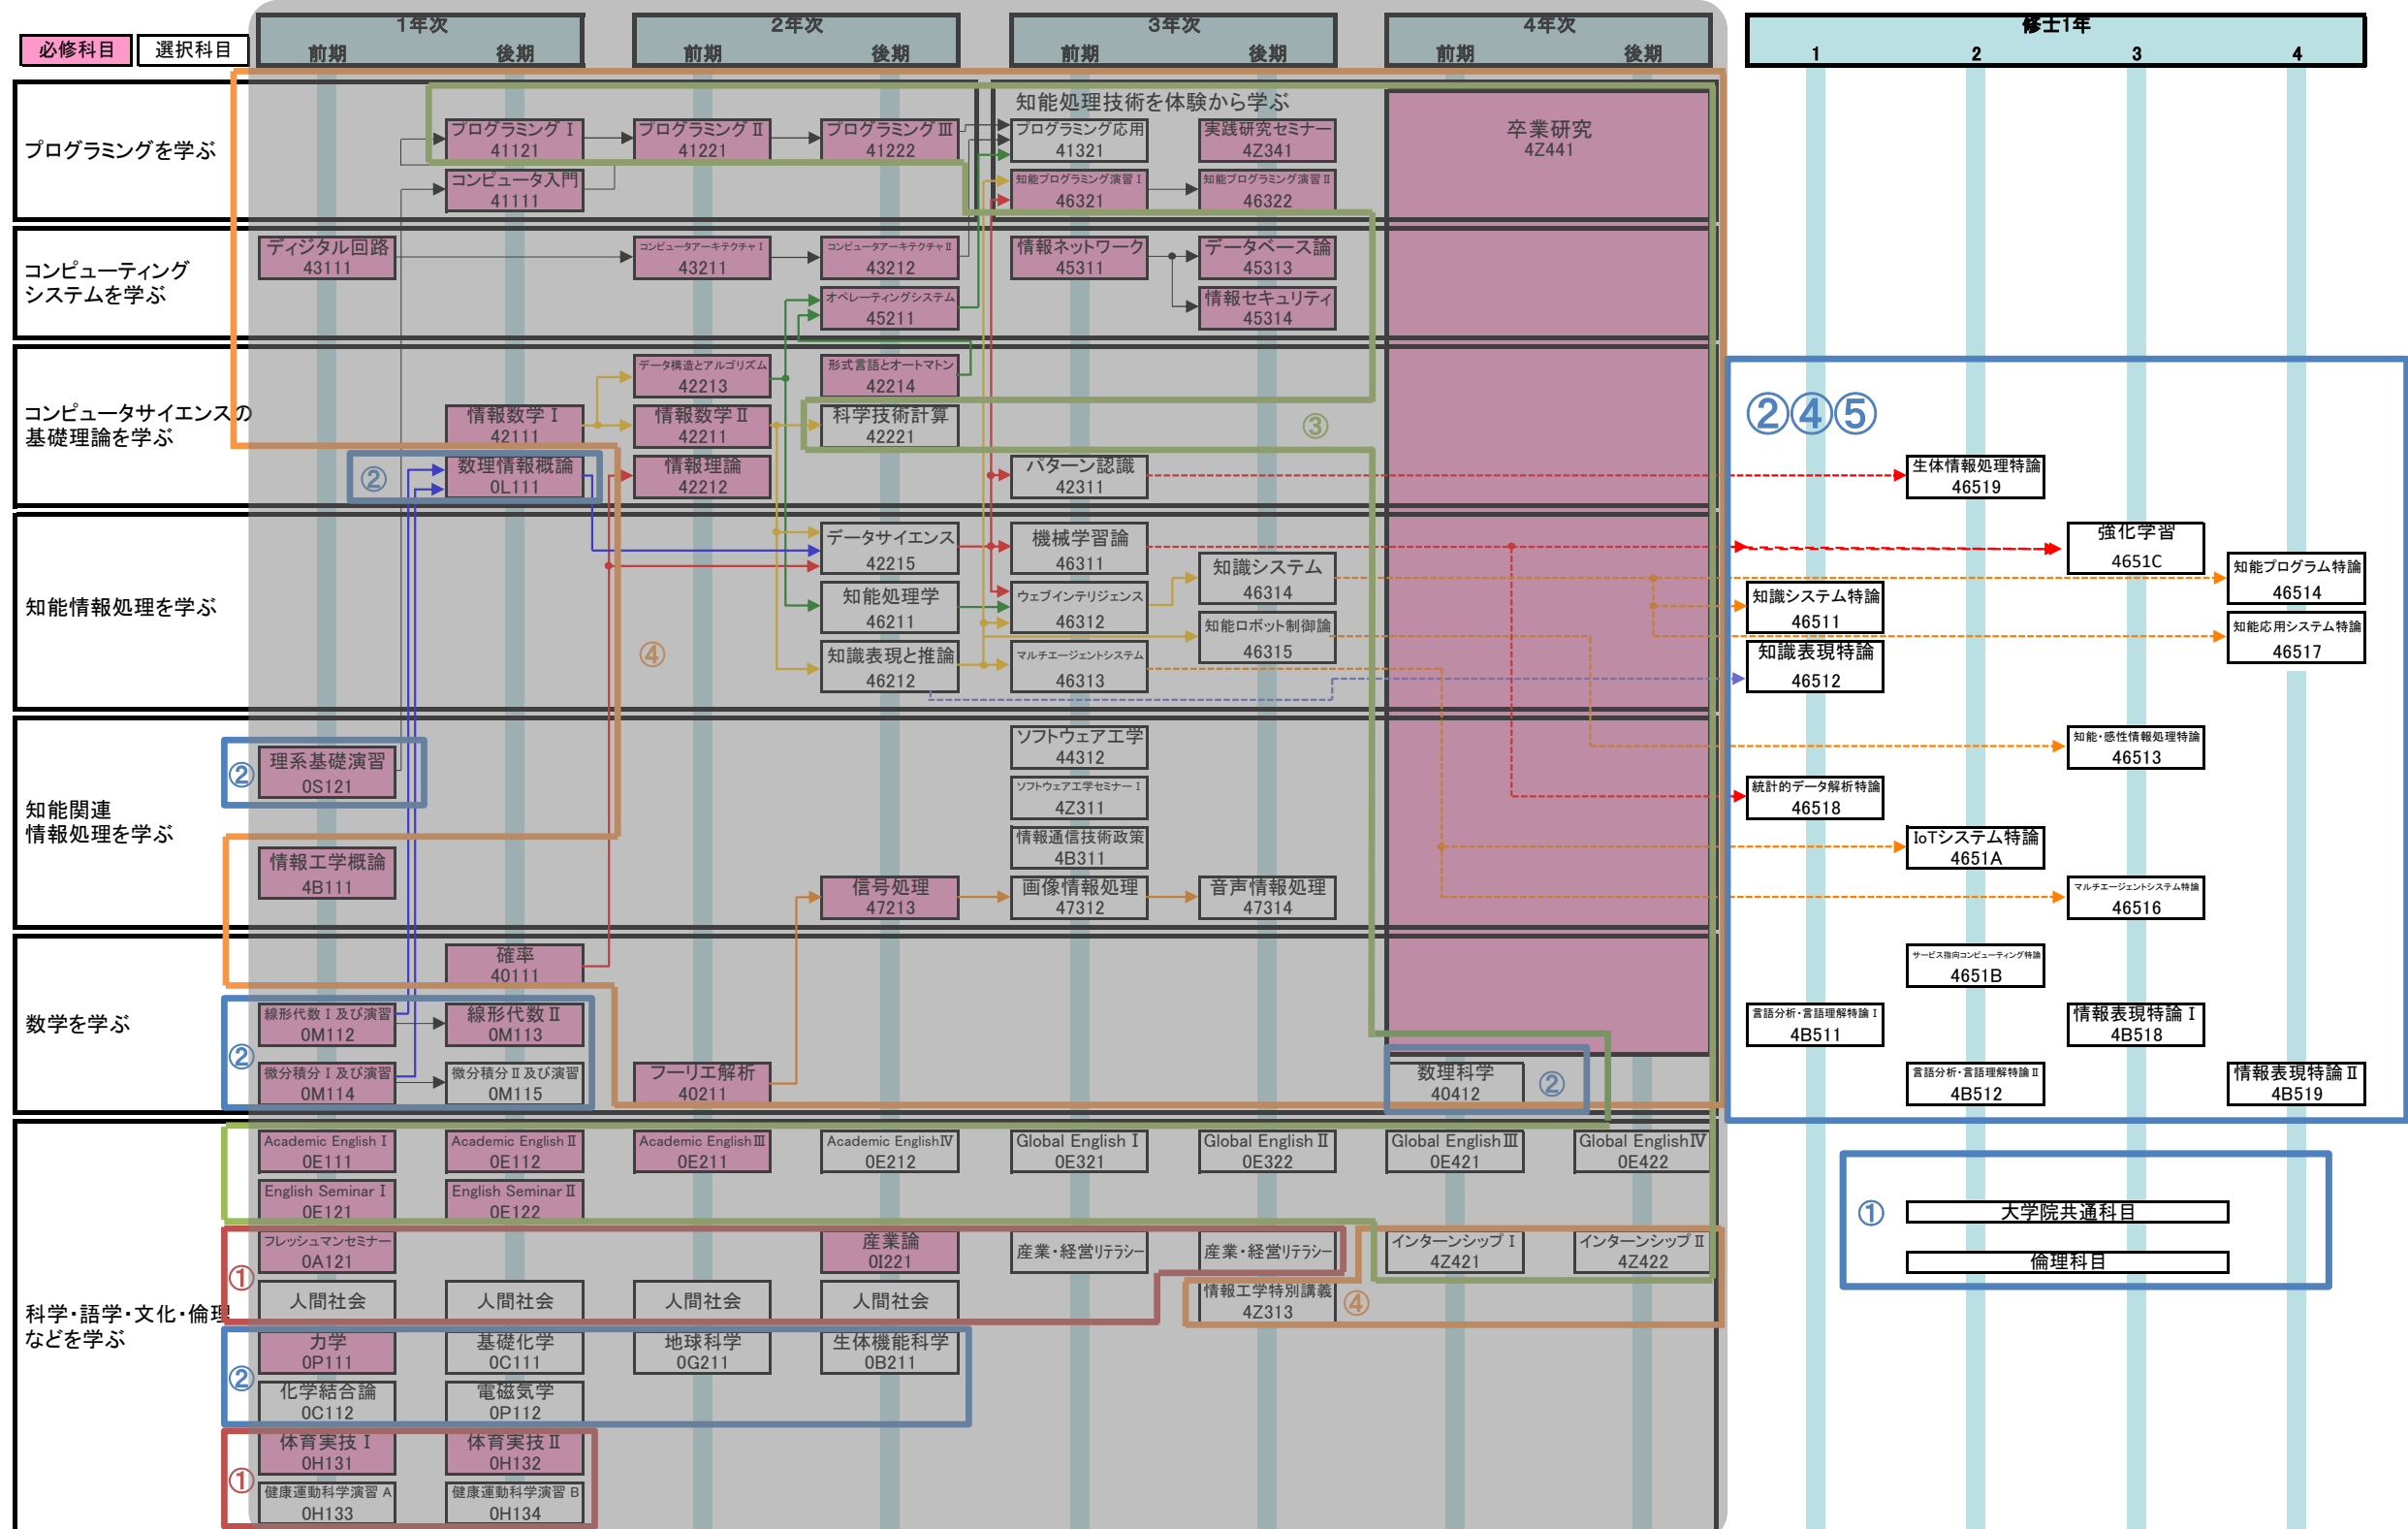 必修科目
選択科目
1年次
前期
後期
2年次
前期
後期
3年次
前期
後期
4年次
前期
後期
修士1年
1
2
3
4
プログラミングを学ぶ
プログラミングⅠ
41121
プログラミングⅡ
41221
プログラミングⅢ
41222
コンピュータ入門
41111
知能処理技術を体験から学ぶ
プログラミング応用
41321
実践研究セミナー
4Z341
知能プログラミング演習Ⅰ
46321
知能プログラミング演習Ⅱ
46322
卒業研究
4Z441
コンピューティング
システムを学ぶ
ディジタル回路
43111
コンピュータアーキテクチャⅠ
43211
コンピュータアーキテクチャⅡ
43212
オペレーティングシステム
45211
情報ネットワーク
45311
データベース論
45313
情報セキュリティ
45314
コンピュータサイエンスの
基礎理論を学ぶ
データ構造とアルゴリズム
42213
形式言語とオートマトン
42214
情報数学Ⅰ
42111
情報数学Ⅱ
42211
科学技術計算
42221
③
②
数理情報概論
0L111
情報理論
42212
パターン認識
42311
②④⑤
生体情報処理特論
46519
知能情報処理を学ぶ
④
データサイエンス
42215
知能処理学
46211
知識表現と推論
46212
機械学習論
46311
ウェブインテリジェンス
46312
マルチエージェントシステム
46313
知識システム
46314
知能ロボット制御論
46315
強化学習
4651C
知能プログラム特論
46514
知識システム特論
46511
知能応用システム特論
46517
知識表現特論
46512
知能関連
情報処理を学ぶ
②
理系基礎演習
0S121
情報工学概論
4B111
信号処理
47213
ソフトウェア工学
44312
ソフトウェア工学セミナーⅠ
4Z311
情報通信技術政策
4B311
画像情報処理
47312
音声情報処理
47314
知能・感性情報処理特論
46513
統計的データ解析特論
46518
IoTシステム特論
4651A
マルチエージェントシステム特論
46516
数学を学ぶ
確率
40111
②
線形代数Ⅰ及び演習
0M112
線形代数Ⅱ
0M113
微分積分Ⅰ及び演習
0M114
微分積分Ⅱ及び演習
0M115
フーリエ解析
40211
数理科学
40412
②
サービス指向コンピューティング特論
4651B
言語分析・言語理解特論Ⅰ
4B511
情報表現特論Ⅰ
4B518
言語分析・言語理解特論Ⅱ
4B512
情報表現特論Ⅱ
4B519
科学・語学・文化・倫理
などを学ぶ
Academic EnglishⅠ
0E111
Academic EnglishⅡ
0E112
Academic EnglishⅢ
0E211
Academic EnglishⅣ
0E212
Global EnglishⅠ
0E321
Global EnglishⅡ
0E322
Global EnglishⅢ
0E421
Global EnglishⅣ
0E422
English SeminarⅠ
0E121
English SeminarⅡ
0E122
①
フレッシュマンセミナー
0A121
産業論
0I221
産業・経営リテラシー
産業・経営リテラシー
インターンシップⅠ
4Z421
インターンシップⅡ
4Z422
人間社会
人間社会
人間社会
人間社会
情報工学特別講義
4Z313
④
②
力学
0P111
基礎化学
0C111
地球科学
0G211
生体機能科学
0B211
化学結合論
0C112
電磁気学
0P112
①
体育実技Ⅰ
0H131
体育実技Ⅱ
0H132
健康運動科学演習 A
0H133
健康運動科学演習 B
0H134
①
大学院共通科目
倫理科目